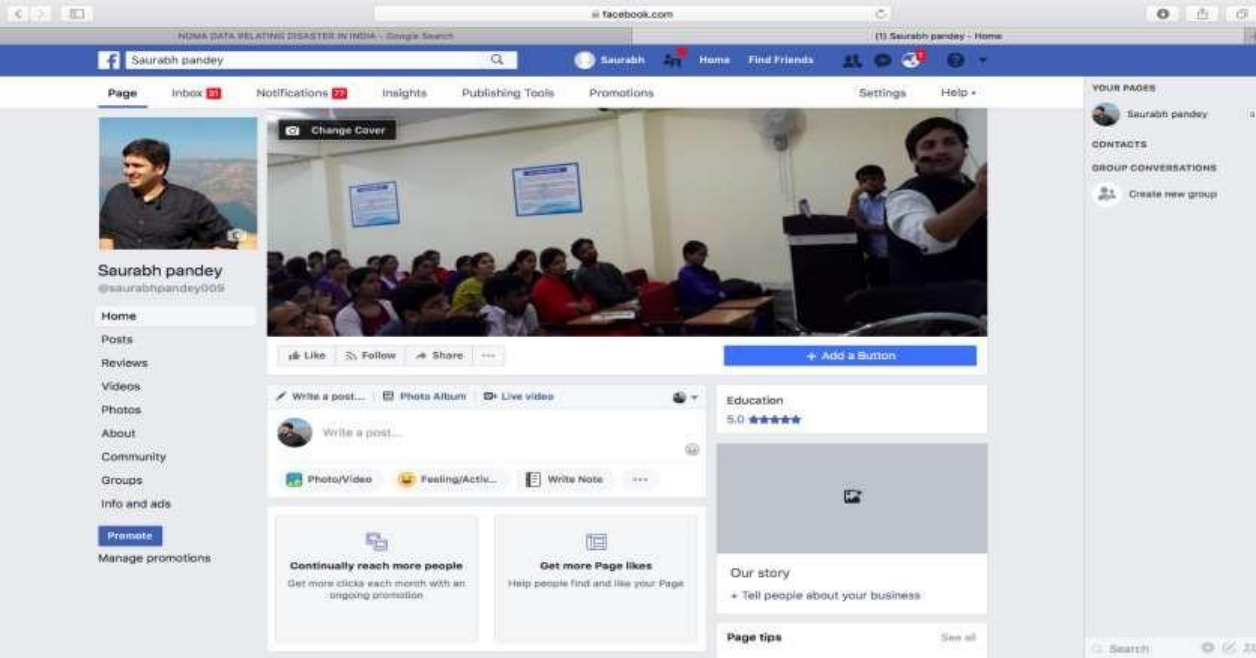 facebook.com
NDMA DATA RELATING DISASTER IN INDIA - Google Search
(1) Saurabh pandey - Home
Saurabh pandey
Saurabh
Home
Find Friends
Page
Inbox 31
Notifications 77
Insights
Publishing Tools
Promotions
Settings
Help
YOUR PAGES
Saurabh pandey
CONTACTS
GROUP CONVERSATIONS
Create new group
Change Cover
Saurabh pandey
@saurabhpandey005
Home
Posts
Reviews
Videos
Photos
About
Community
Groups
Info and ads
Promote
Manage promotions
Like
Follow
Share
+ Add a Button
Write a post...
Photo Album
Live video
Write a post...
Photo/Video
Feeling/Activ...
Write Note
Continually reach more people
Get more clicks each month with an
ongoing promotion
Get more Page likes
Help people find and like your Page
Education
5.0 ★★★★★
Our story
+ Tell people about your business
Page tips
See all
Search